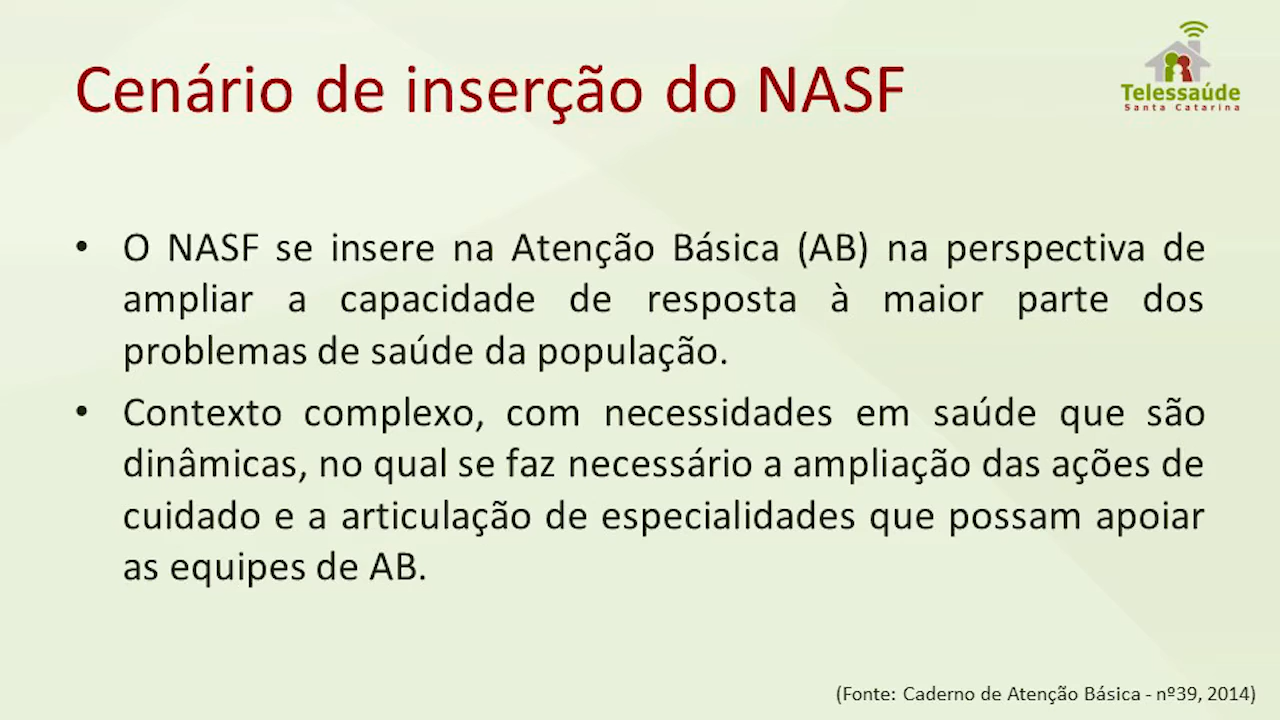 Cenário de inserção do NASF
Telessaúde
Santa Catarina
• O NASF se insere na Atenção Básica (AB) na perspectiva de
ampliar a capacidade de resposta à maior parte dos
problemas de saúde da população.
• Contexto complexo, com necessidades em saúde que são
dinâmicas, no qual se faz necessário a ampliação das ações de
cuidado e a articulação de especialidades que possam apoiar
as equipes de AB.
(Fonte: Caderno de Atenção Básica - nº39, 2014)